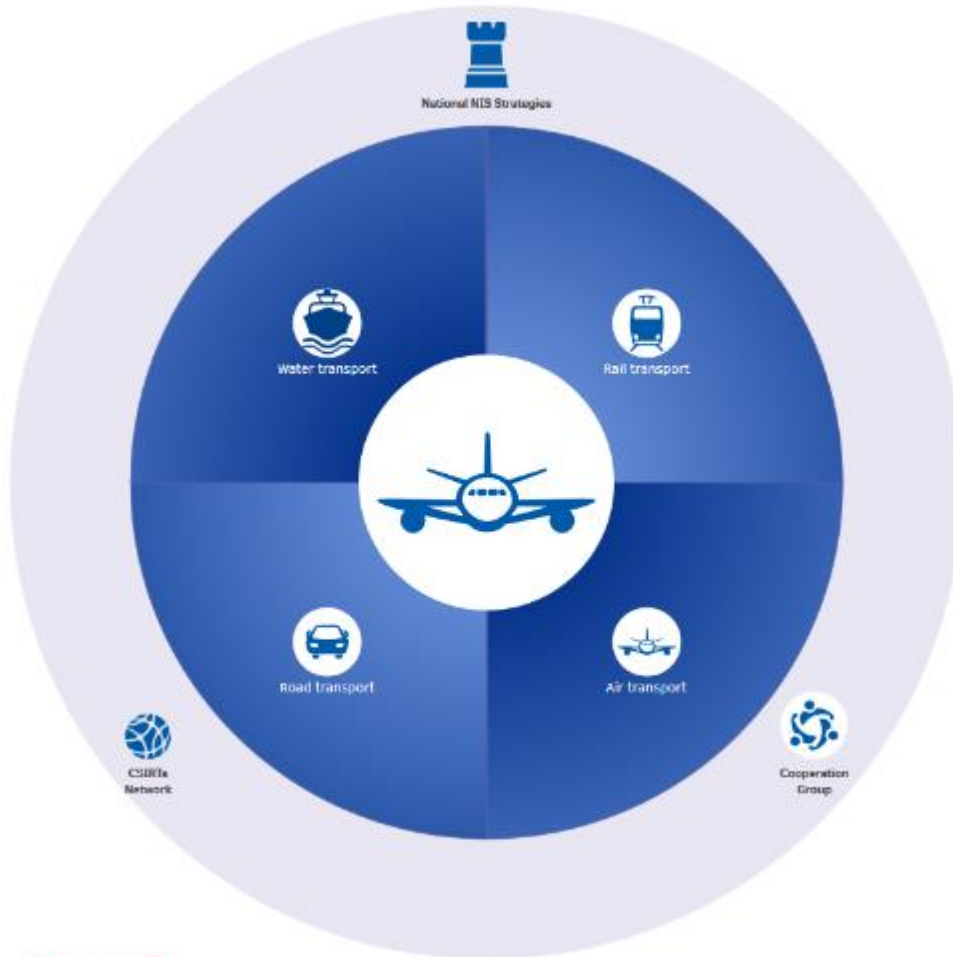 National NIS Strategies
Water transport
Rail transport
Road transport
Air transport
CSIRTs
Network
Cooperation
Group